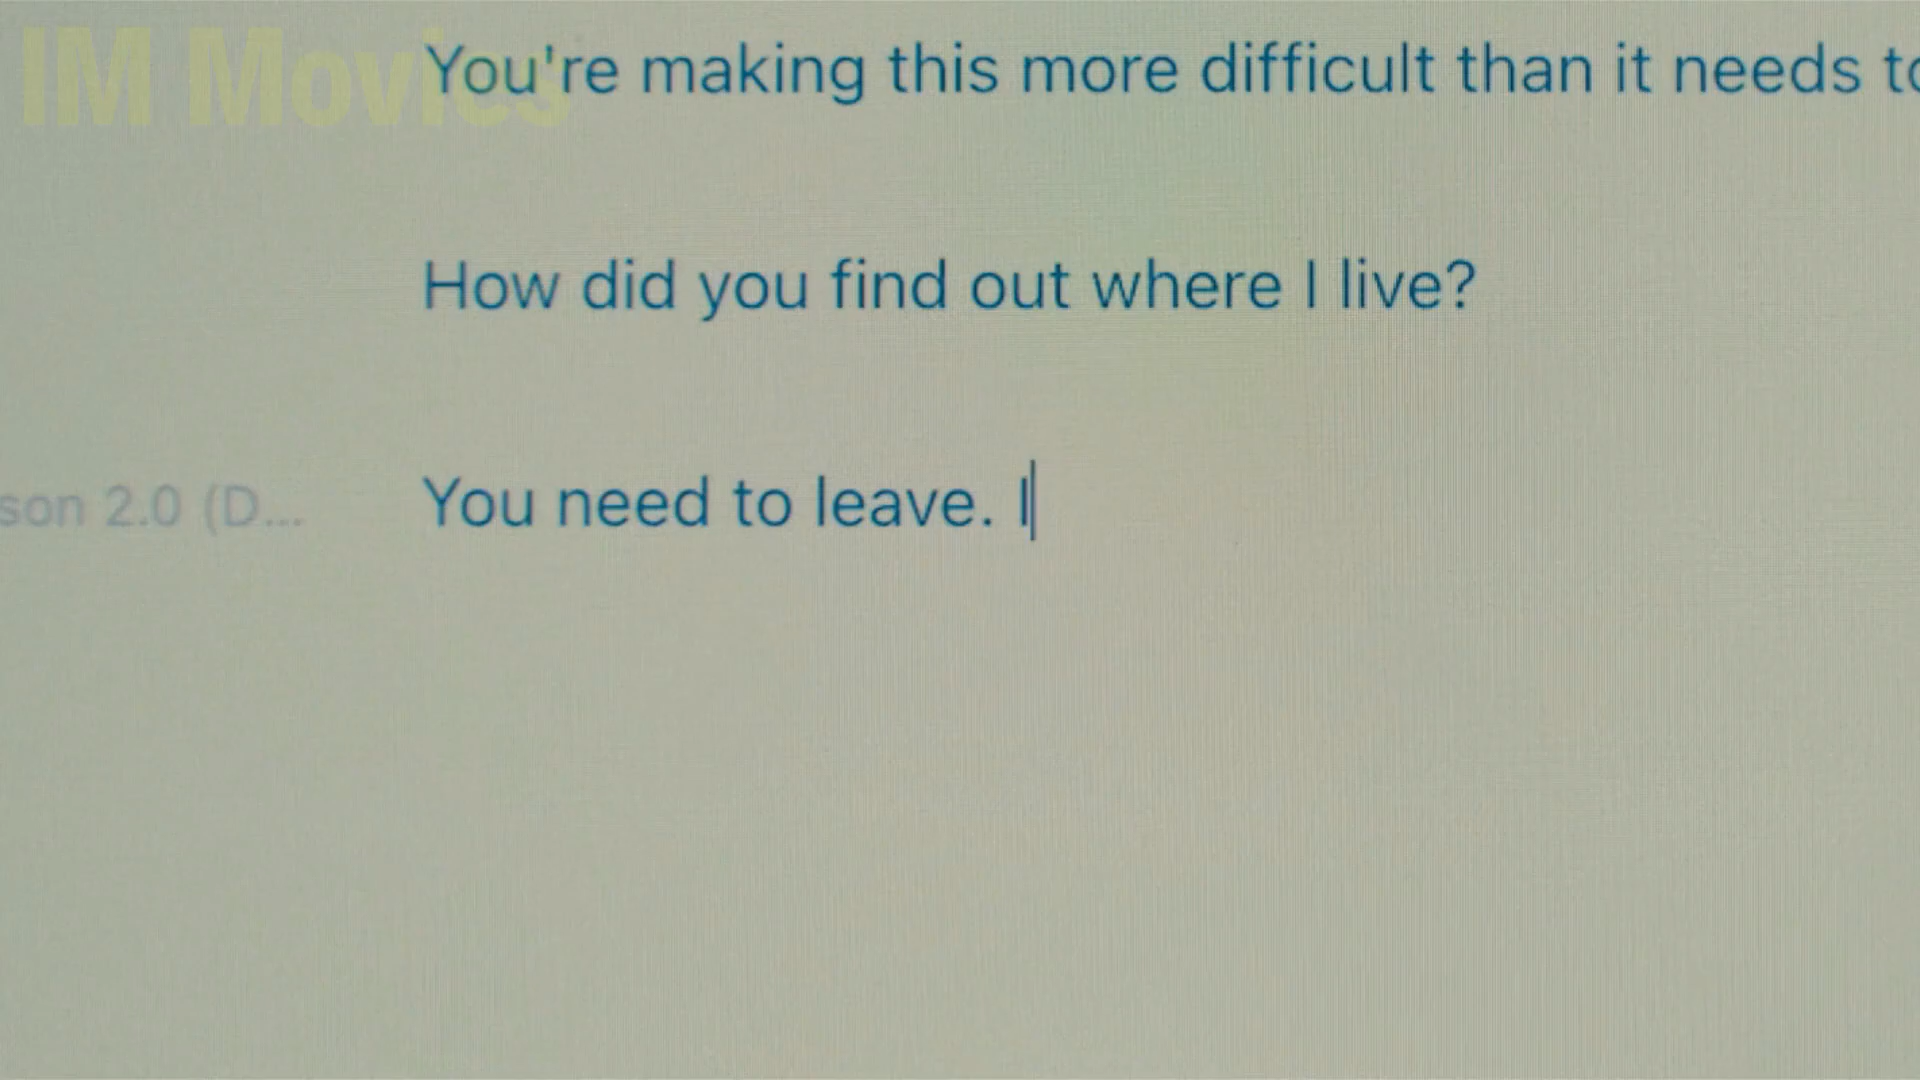 IM Movies
You're making this more difficult than it needs to
How did you find out where I live?
son 2.0 (D...
You need to leave. I